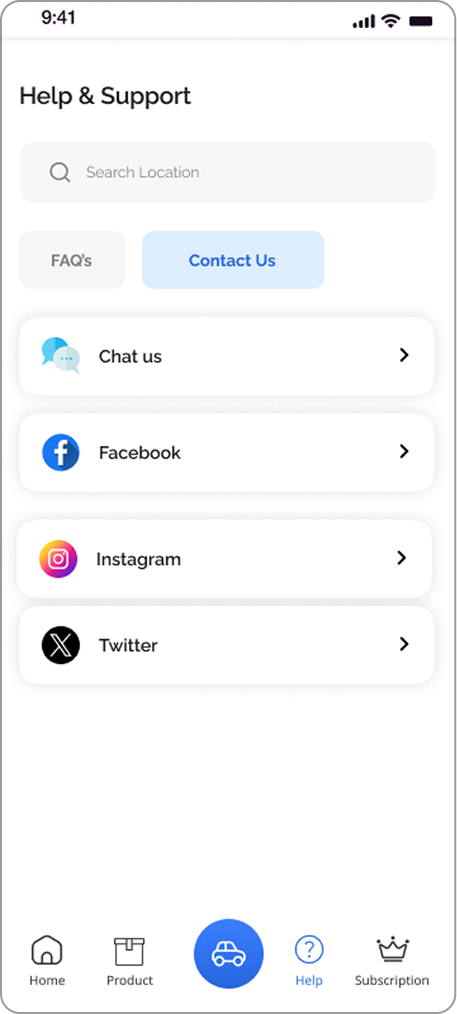 9:41
Help & Support
Search Location
FAQ's
Contact Us
Chat us
Facebook
Instagram
Twitter
Home
Product
Help
Subscription